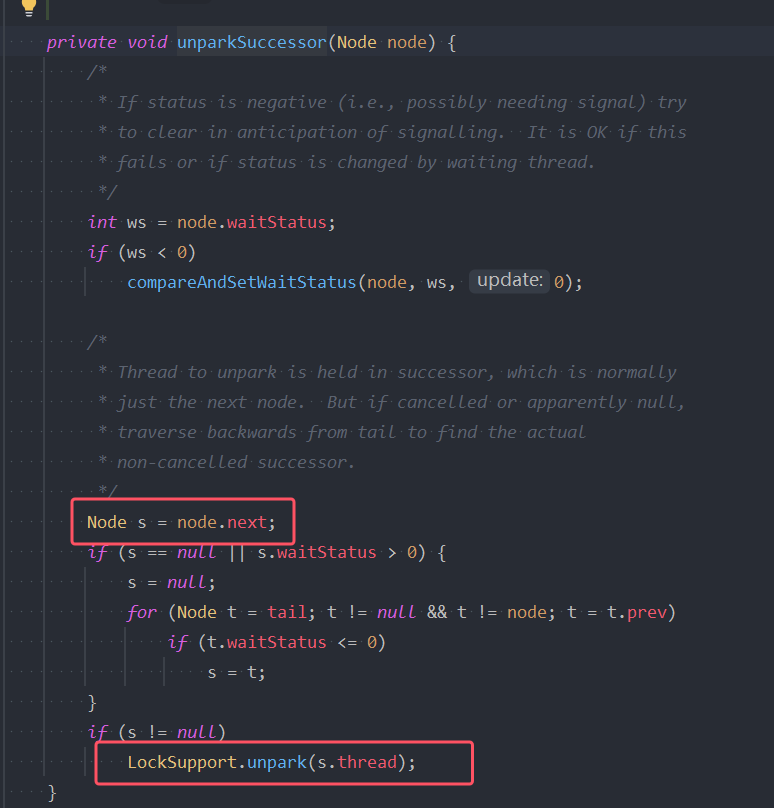 private void unparkSuccessor(Node node) {
/*
* If status is negative (i.e., possibly needing signal) try
* to clear in anticipation of signalling.  It is OK if this
* fails or if status is changed by waiting thread.
*/
int ws = node.waitStatus;
if (ws < 0)
compareAndSetWaitStatus(node, ws, update: 0);
/*
* Thread to unpark is held in successor, which is normally
* just the next node.  But if cancelled or apparently null,
* traverse backwards from tail to find the actual
* non-cancelled successor.
*/
Node s = node.next;
if (s == null || s.waitStatus > 0) {
s = null;
for (Node t = tail; t != null && t != node; t = t.prev)
if (t.waitStatus <= 0)
s = t;
}
if (s != null)
LockSupport.unpark(s.thread);
}